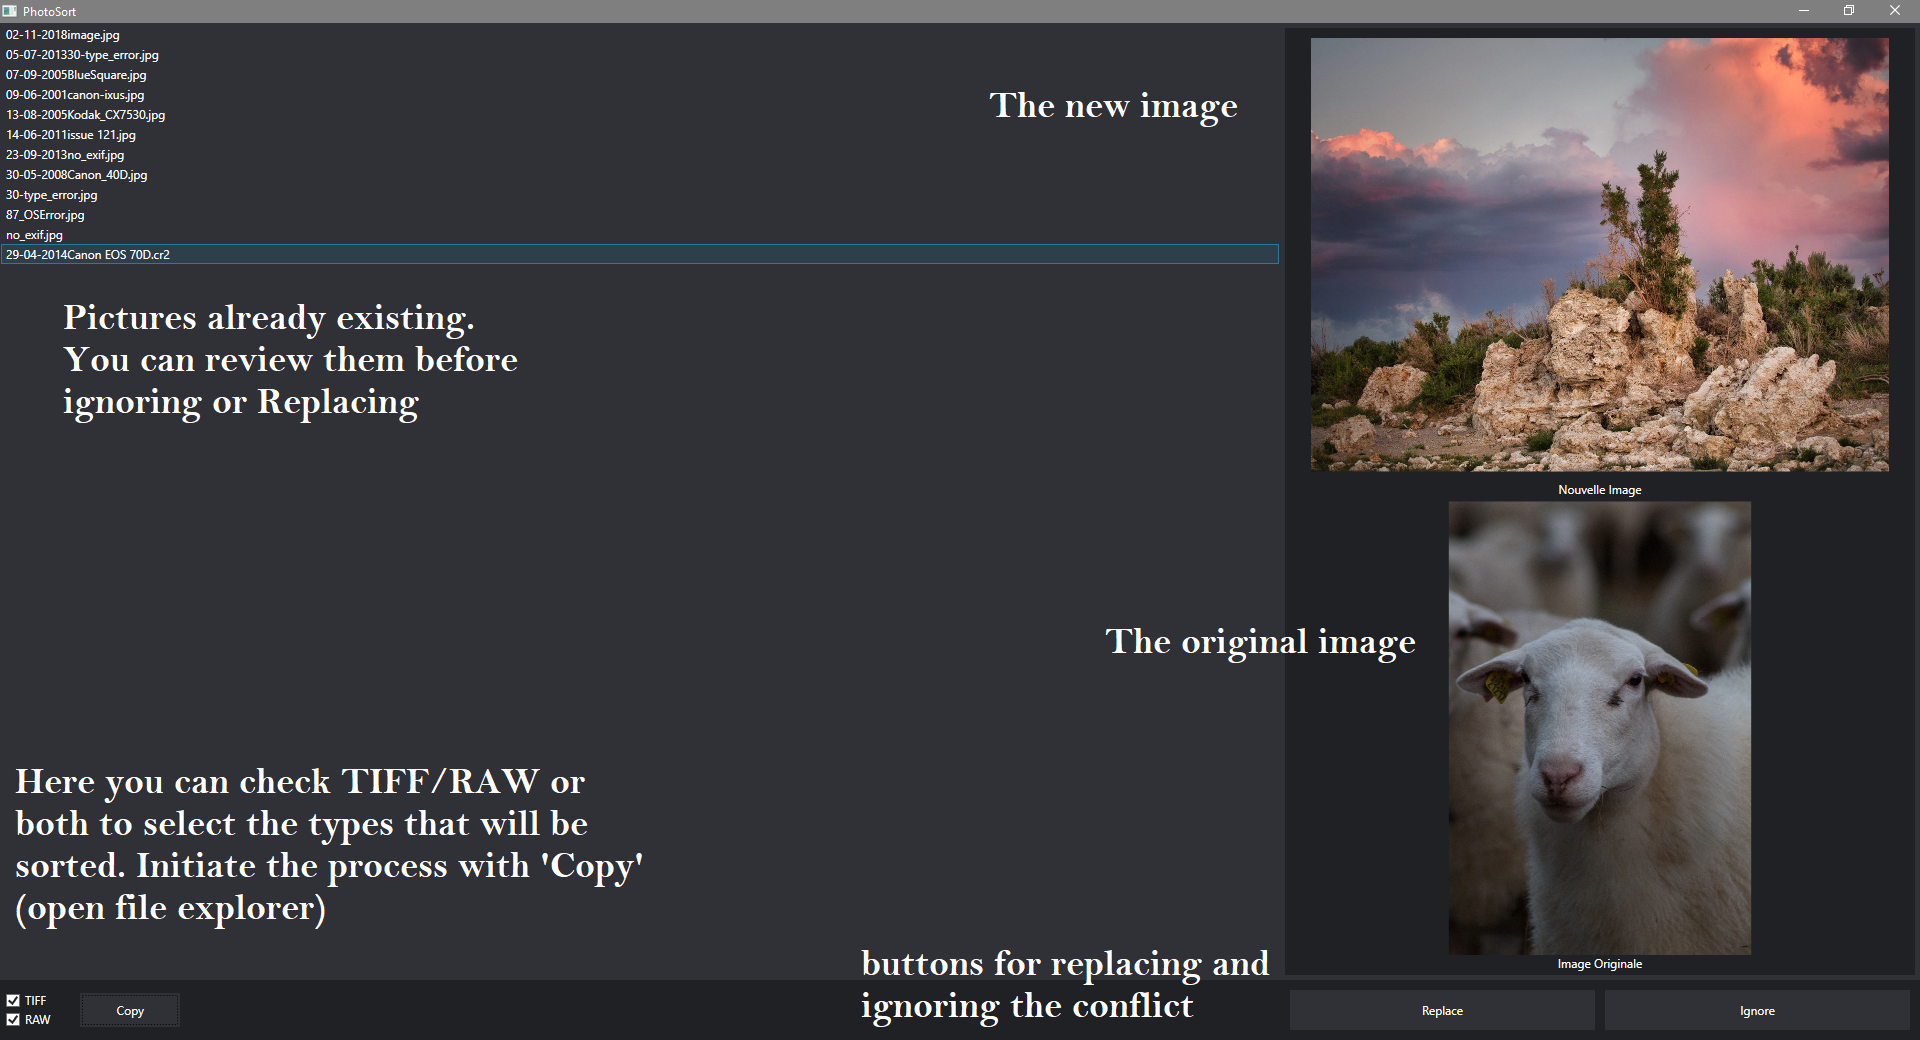 PhotoSort
02-11-2018image.jpg
05-07-201330-type_error.jpg
07-09-2005BlueSquare.jpg
09-06-2001canon-ixus.jpg
13-08-2005Kodak_CX7530.jpg
14-06-2011issue 121.jpg
23-09-2013no_exif.jpg
30-05-2008Canon_40D.jpg
30-type_error.jpg
87_OSError.jpg
no_exif.jpg
29-04-2014Canon EOS 70D.cr2
The new image
Nouvelle Image
Pictures already existing.
You can review them before
ignoring or Replacing
The original image
Image Originale
Here you can check TIFF/RAW or
both to select the types that will be
sorted. Initiate the process with 'Copy'
(open file explorer)
buttons for replacing and
ignoring the conflict
TIFF
RAW
Copy
Replace
Ignore